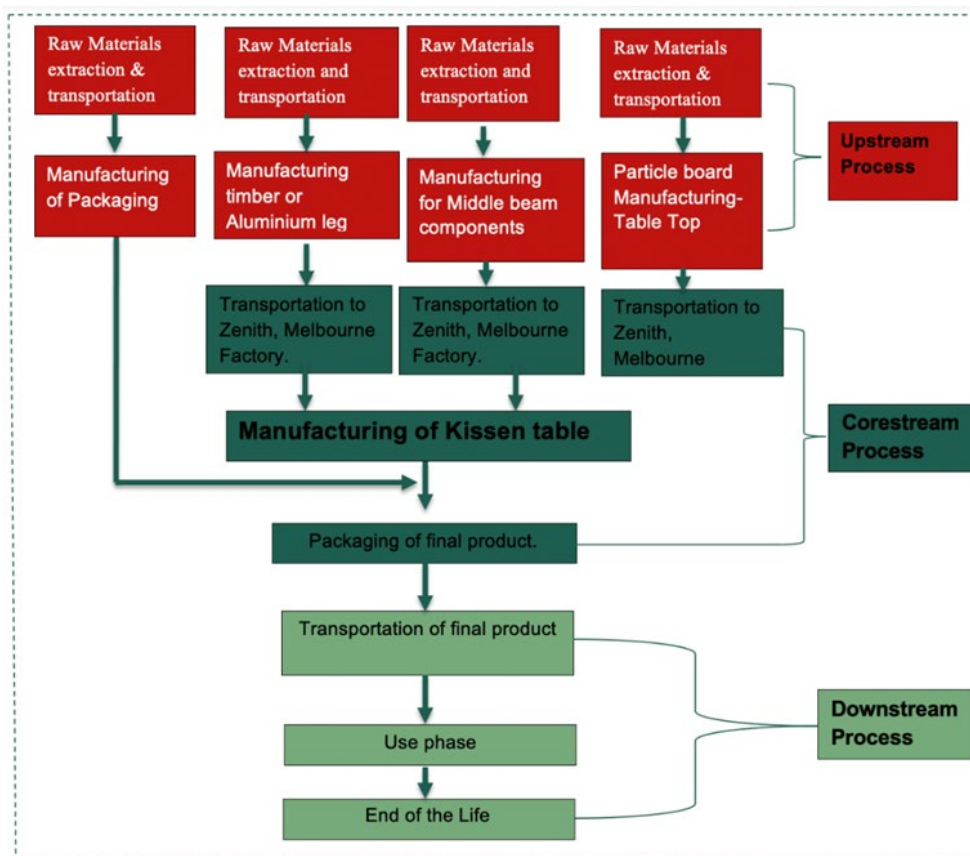 Raw Materials
extraction &
transportation
Raw Materials
extraction and
transportation
Raw Materials
extraction and
transportation
Raw Materials
extraction &
transportation
Upstream
Process
Manufacturing
of Packaging
Manufacturing
timber or
Aluminium leg
Manufacturing
for Middle beam
components
Particle board
Manufacturing-
Table Top
Transportation to
Zenith, Melbourne
Factory.
Transportation to
Zenith, Melbourne
Factory.
Transportation to
Zenith,
Melbourne
Manufacturing of Kissen table
Corestream
Process
Packaging of final product.
Transportation of final product
Downstream
Process
Use phase
End of the Life